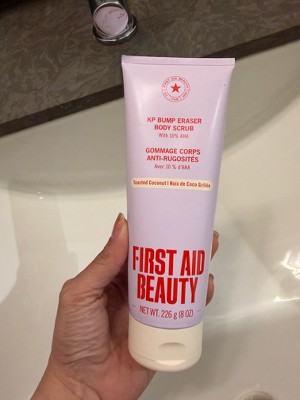 KP BUMP ERASER
BODY SCRUB
With 10% AHA
GOMMAGE CORPS
ANTI-RUGOSITÉS
Avec 10 % d'AHA
Toasted Coconut | Noix de Coco Grillée
FIRST AID
BEAUTY
NET WT. 226 g (8 OZ)